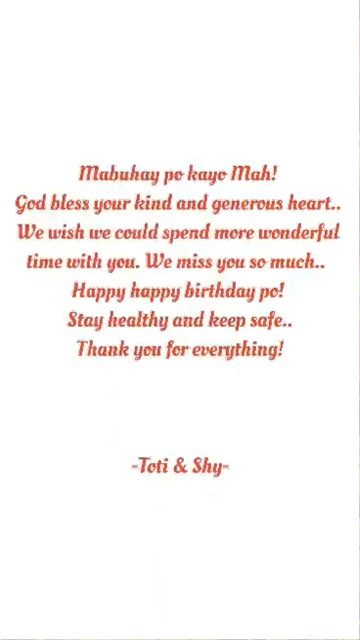 Mabuhay po kayo Mah!
God bless your kind and generous heart..
We wish we could spend more wonderful
time with you. We miss you so much..
Happy happy birthday po!
Stay healthy and keep safe..
Thank you for everything!
-Toti & Shy-